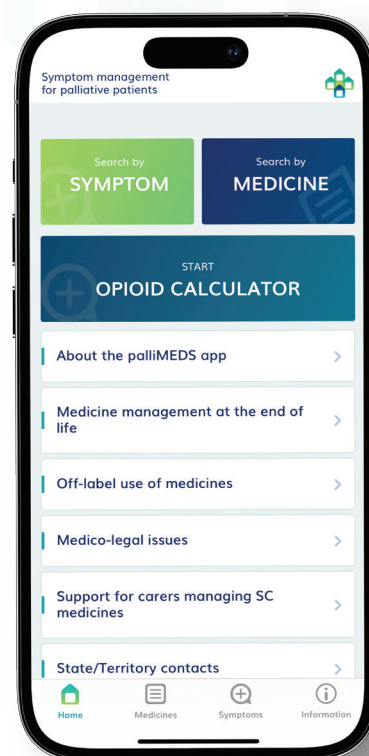 Symptom management
for palliative patients
Search by
SYMPTOM
Search by
MEDICINE
START
OPIOID CALCULATOR
About the palliMEDS app
Medicine management at the end of
life
Off-label use of medicines
Medico-legal issues
Support for carers managing SC
medicines
State/Territory contacts
Home
Medicines
Symptoms
Information